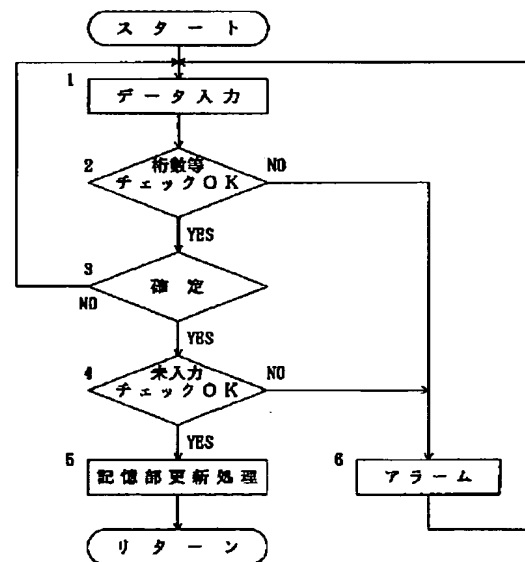 スタート
1
データ入力
2
桁数等
チェックOK
NO
YES
3
確定
NO
YES
4
未入力
チェックOK
NO
YES
5
記憶部更新処理
6
アラーム
リターン